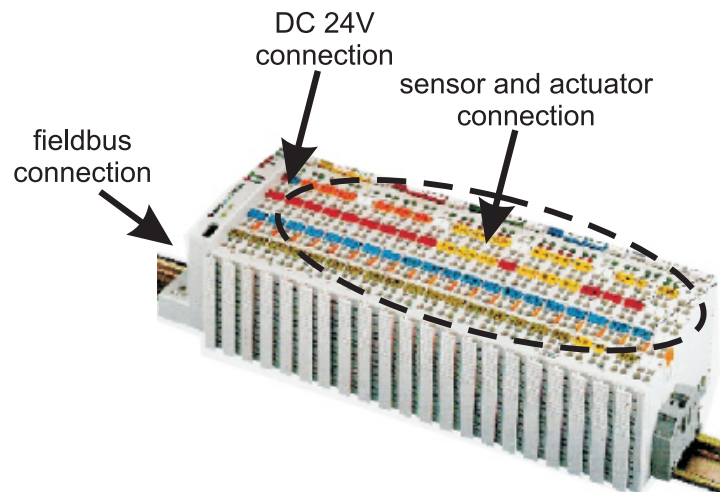 DC 24V
connection
sensor and actuator
connection
fieldbus
connection